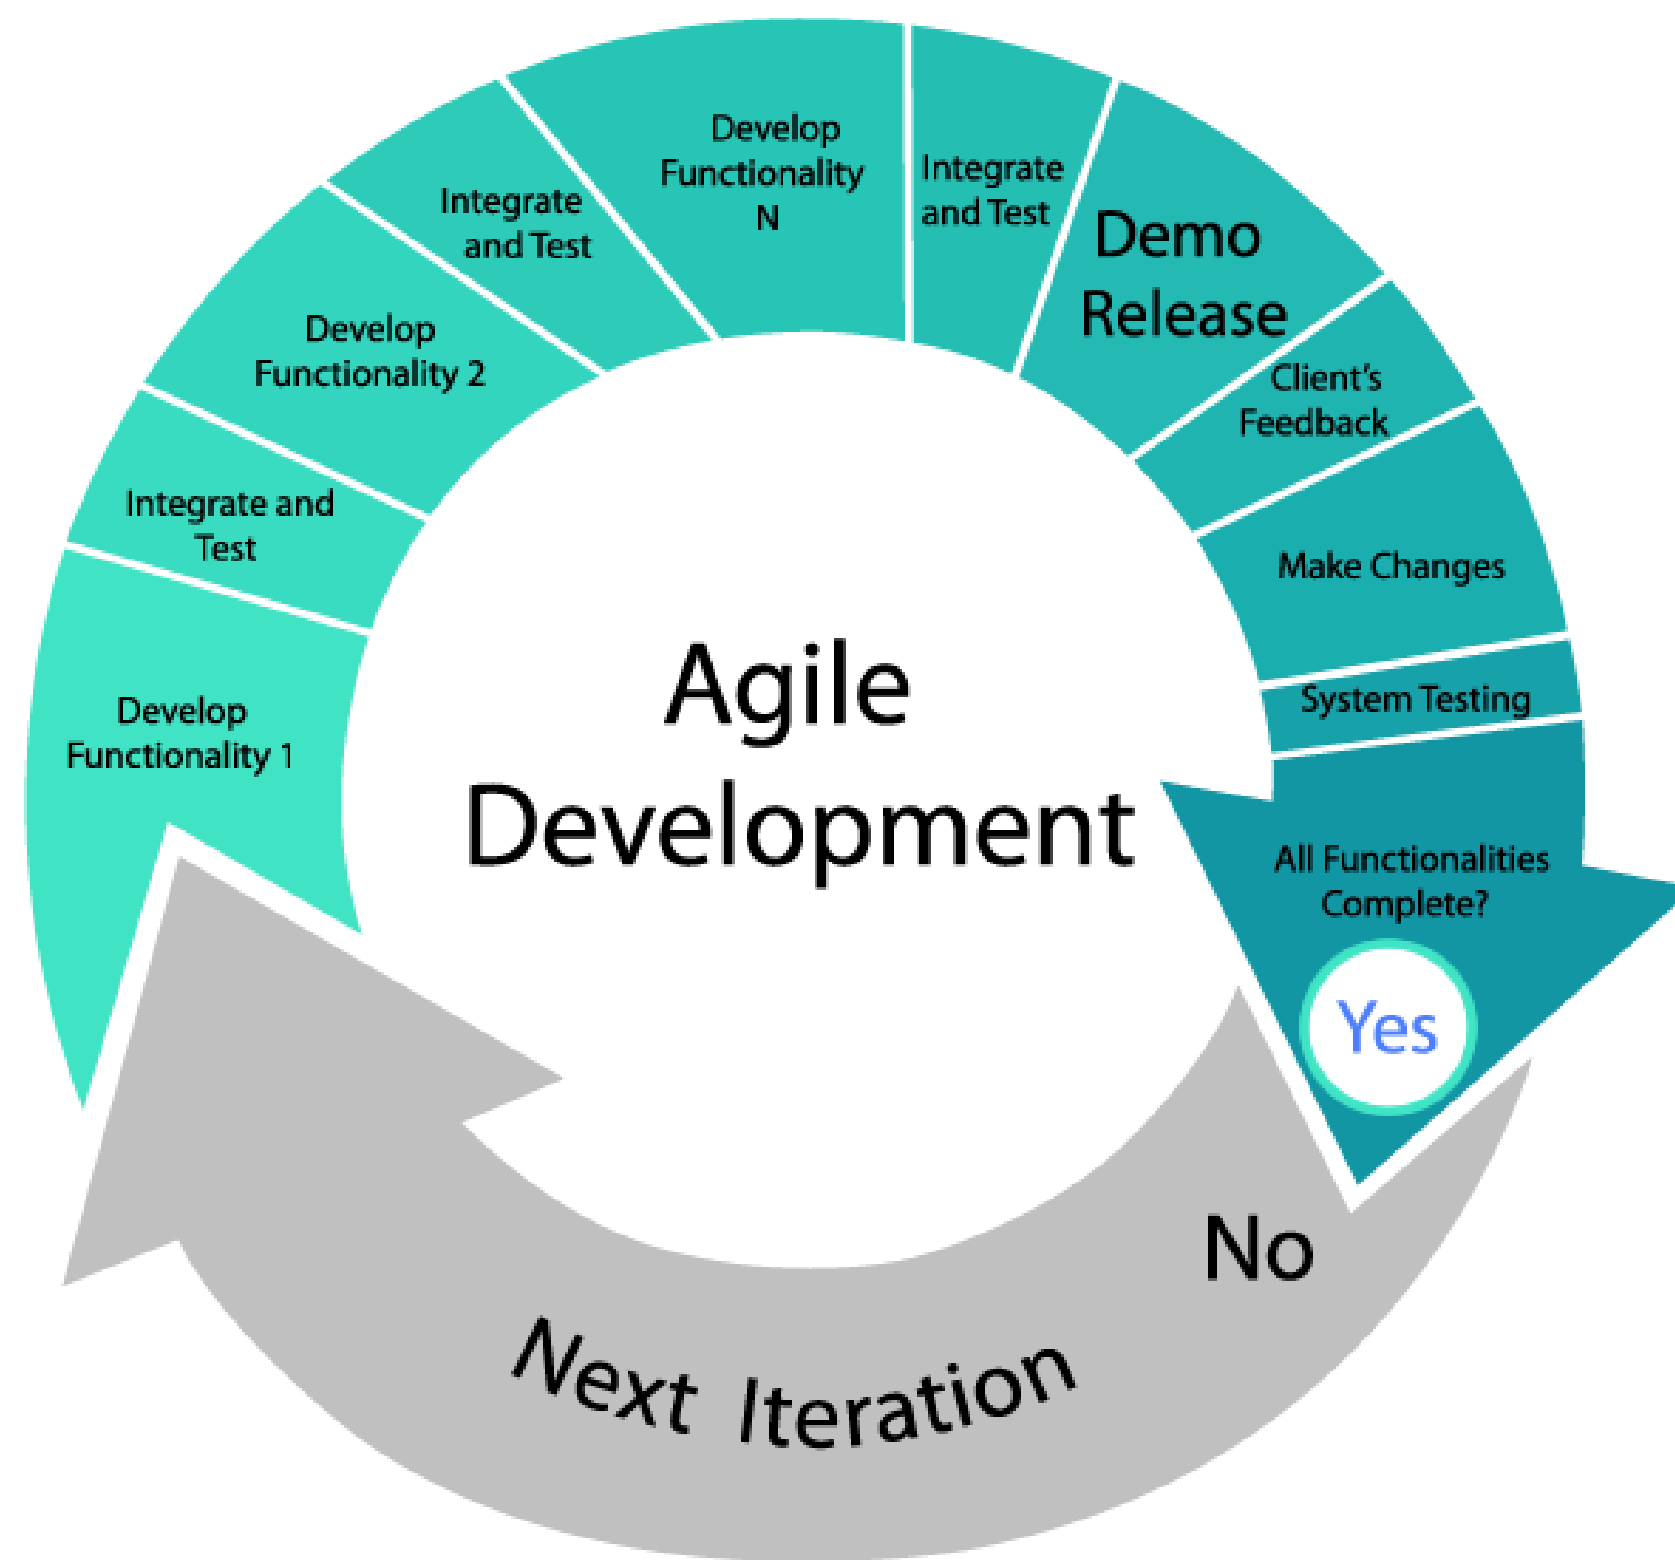 Develop
Functionality 1
Integrate and
Test
Develop
Functionality 2
Integrate
and Test
Develop
Functionality
N
Integrate
and Test
Demo
Release
Client's
Feedback
Make Changes
System Testing
All Functionalities
Complete?
Yes
No
Next Iteration
Agile
Development